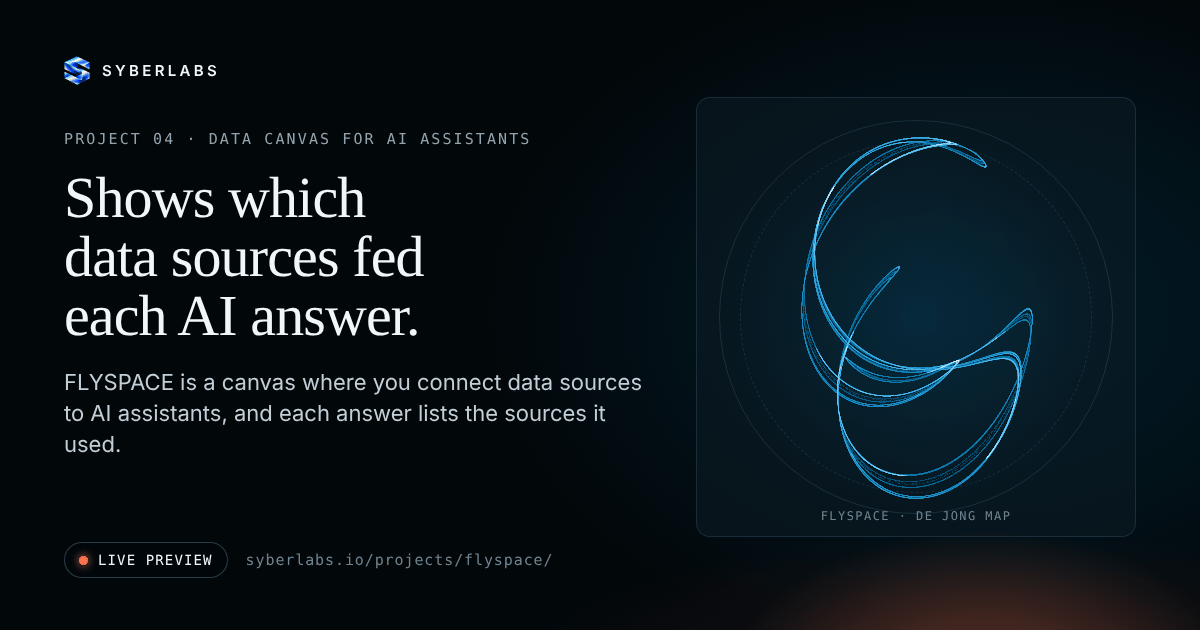 SYBERLABS
PROJECT 04 · DATA CANVAS FOR AI ASSISTANTS
Shows which
data sources fed
each AI answer.
FLYSPACE is a canvas where you connect data sources
to AI assistants, and each answer lists the sources it
used.
LIVE PREVIEW
syberlabs.io/projects/flyspace/
FLYSPACE · DE JONG MAP